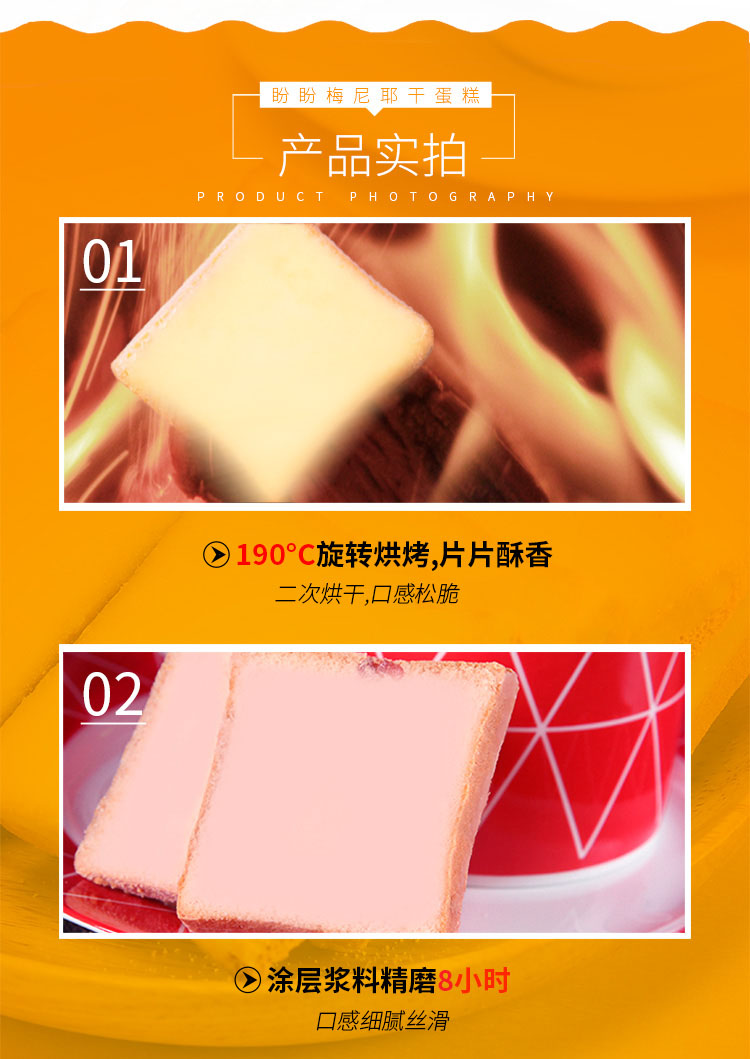 盼盼梅尼耶干蛋糕
产品实拍
PRODUCT PHOTOGRAPHY
01
190°C旋转烘烤,片片酥香
二次烘干,口感松脆
02
涂层浆料精磨8小时
口感细腻丝滑